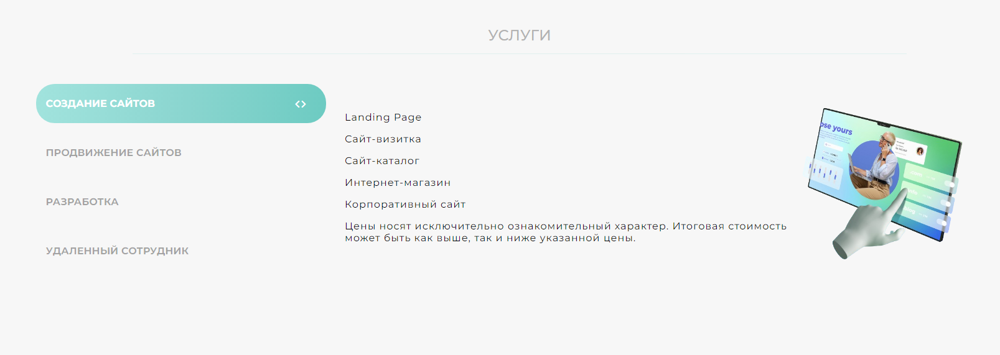 УСЛУГИ
СОЗДАНИЕ САЙТОВ
ПРОДВИЖЕНИЕ САЙТОВ
РАЗРАБОТКА
УДАЛЕННЫЙ СОТРУДНИК
Landing Page
Сайт-визитка
Сайт-каталог
Интернет-магазин
Корпоративный сайт
Цены носят исключительно ознакомительный характер. Итоговая стоимость
может быть как выше, так и ниже указанной цены.
ose yours
.com